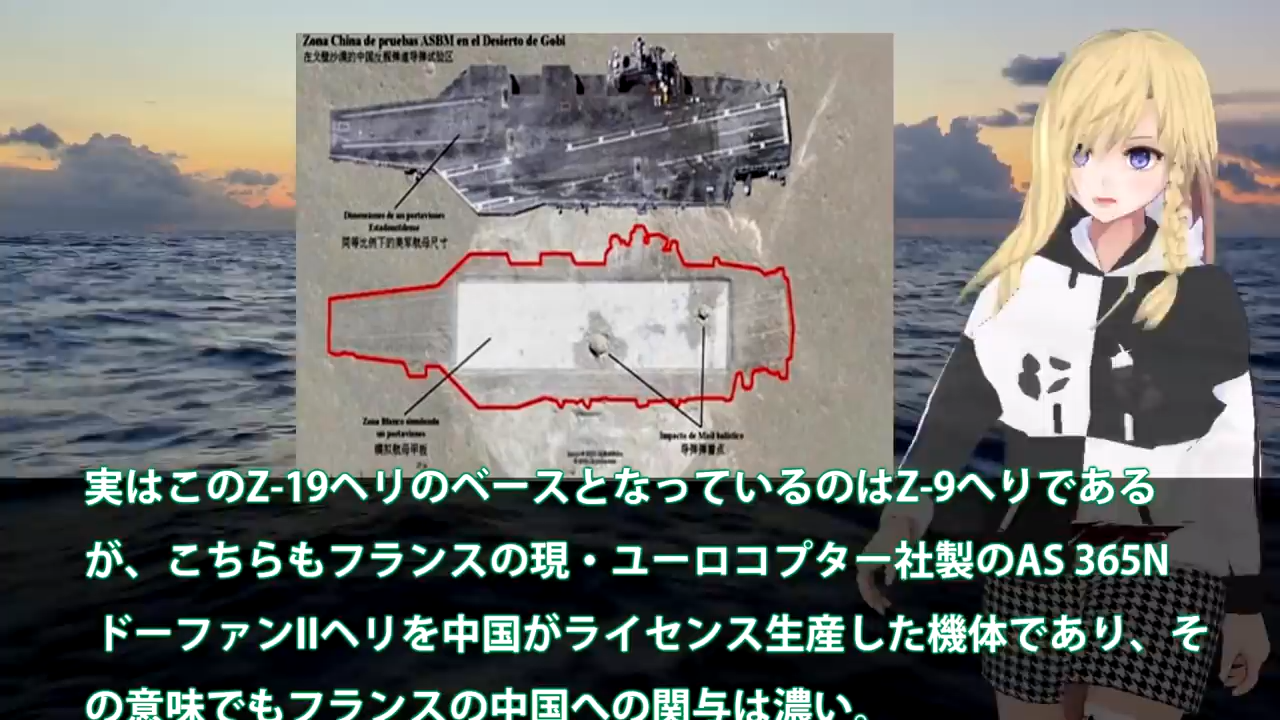 Zona China de pruebas ASBM en el Desierto de Gobi
在戈壁沙漠的中国反舰弹道导弹试验区
Dimensiones de un portaviones
Estadounidense
同等比例下的美军航母尺寸
Zona Blanca simulando
un portaviones
模拟航母甲板
Impacto de Misil balístico
导弹弹着点
実はこのZ-19ヘリのベースとなっているのはZ-9ヘリである
が、こちらもフランスの現・ユーロコプター社製のAS 365N
ドーファンIIヘリを中国がライセンス生産した機体であり、そ
の意味でもフランスの中国への関与は濃い。